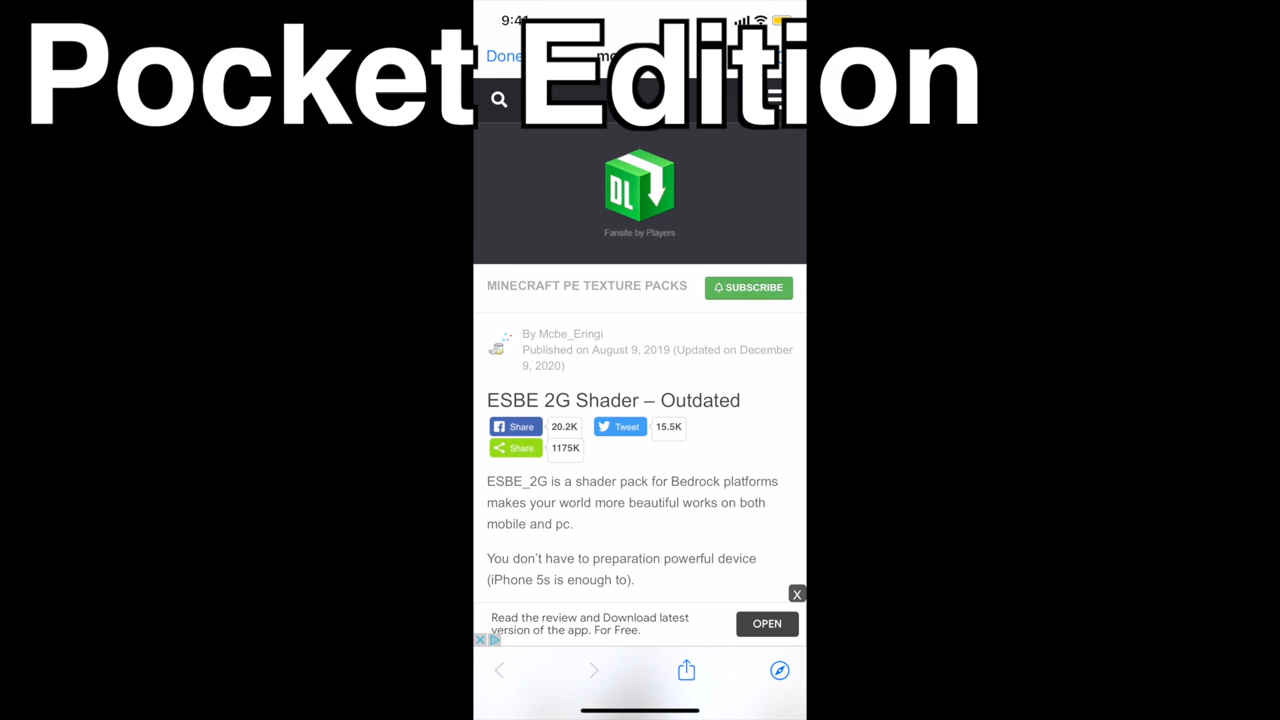 Pocket Edition
9:41
Done
DL
Fansite by Players
MINECRAFT PE TEXTURE PACKS
SUBSCRIBE
By Mcbe_Eringi
Published on August 9, 2019 (Updated on December
9, 2020)
ESBE 2G Shader – Outdated
Share 20.2K Tweet 15.5K
Share 1175K
ESBE_2G is a shader pack for Bedrock platforms
makes your world more beautiful works on both
mobile and pc.
You don’t have to preparation powerful device
(iPhone 5s is enough to).
X
Read the review and Download latest
version of the app. For Free.
OPEN